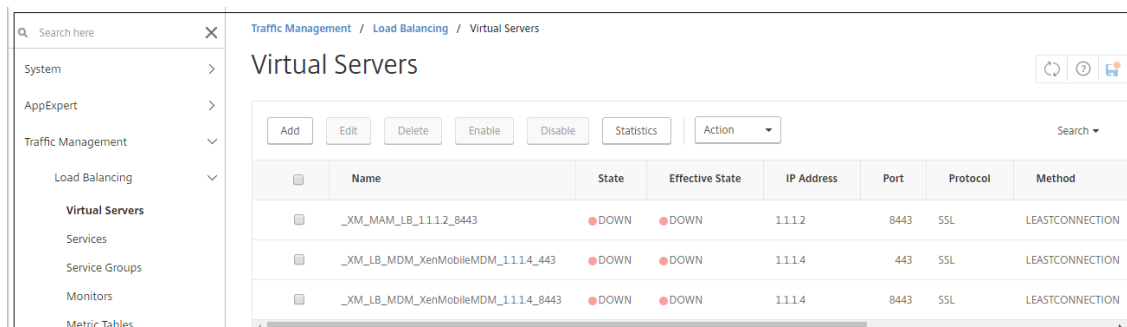 Search here
Traffic Management / Load Balancing / Virtual Servers
System
Virtual Servers
AppExpert
Traffic Management
Add Edit Delete Enable Disable Statistics Action Search
Load Balancing
Name State Effective State IP Address Port Protocol Method
Virtual Servers
_XM_MAM_LB_1.1.1.2_8443 DOWN DOWN 1.1.1.2 8443 SSL LEASTCONNECTION
Services
_XM_LB_MDM_XenMobileMDM_1.1.1.4_443 DOWN DOWN 1.1.1.4 443 SSL LEASTCONNECTION
Service Groups
Monitors
_XM_LB_MDM_XenMobileMDM_1.1.1.4_8443 DOWN DOWN 1.1.1.4 8443 SSL LEASTCONNECTION
Metric Tables